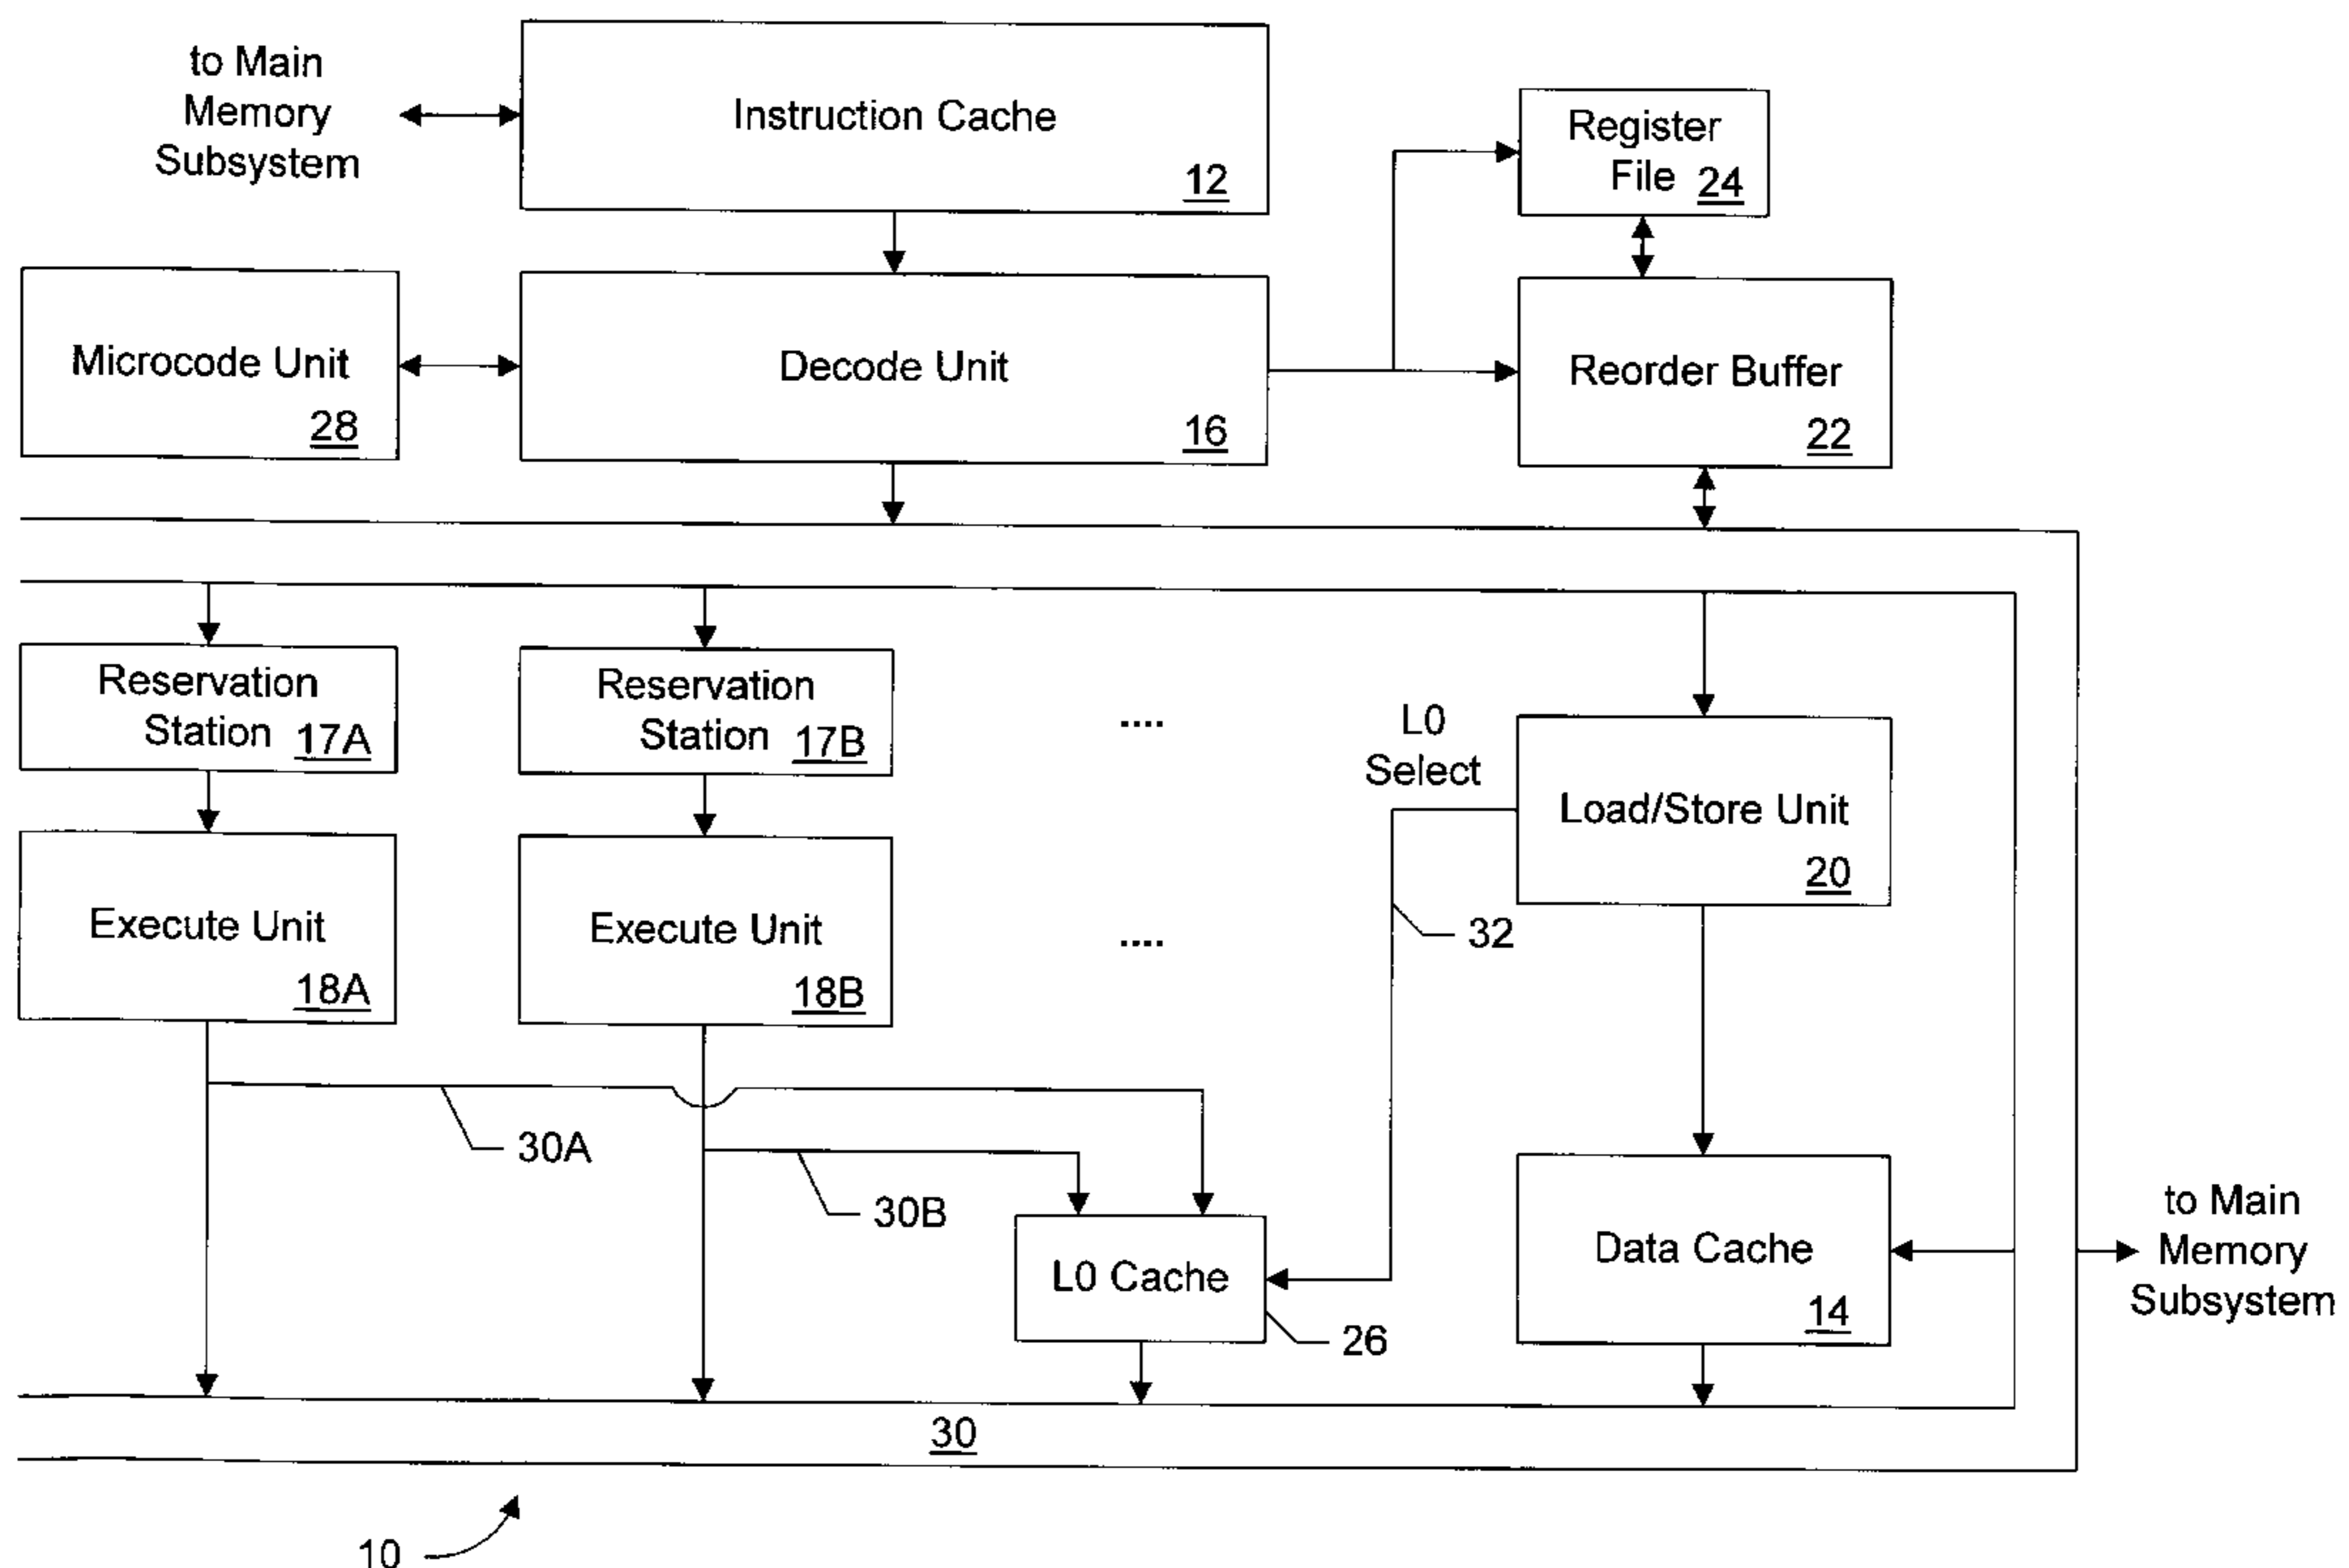 to Main
Memory
Subsystem
Instruction Cache
12
Register
File 24
Microcode Unit
28
Decode Unit
16
Reorder Buffer
22
Reservation
Station 17A
Reservation
Station 17B
....
L0
Select
Load/Store Unit
20
Execute Unit
18A
Execute Unit
18B
....
32
30A
30B
L0 Cache
26
Data Cache
14
to Main
Memory
Subsystem
30
10